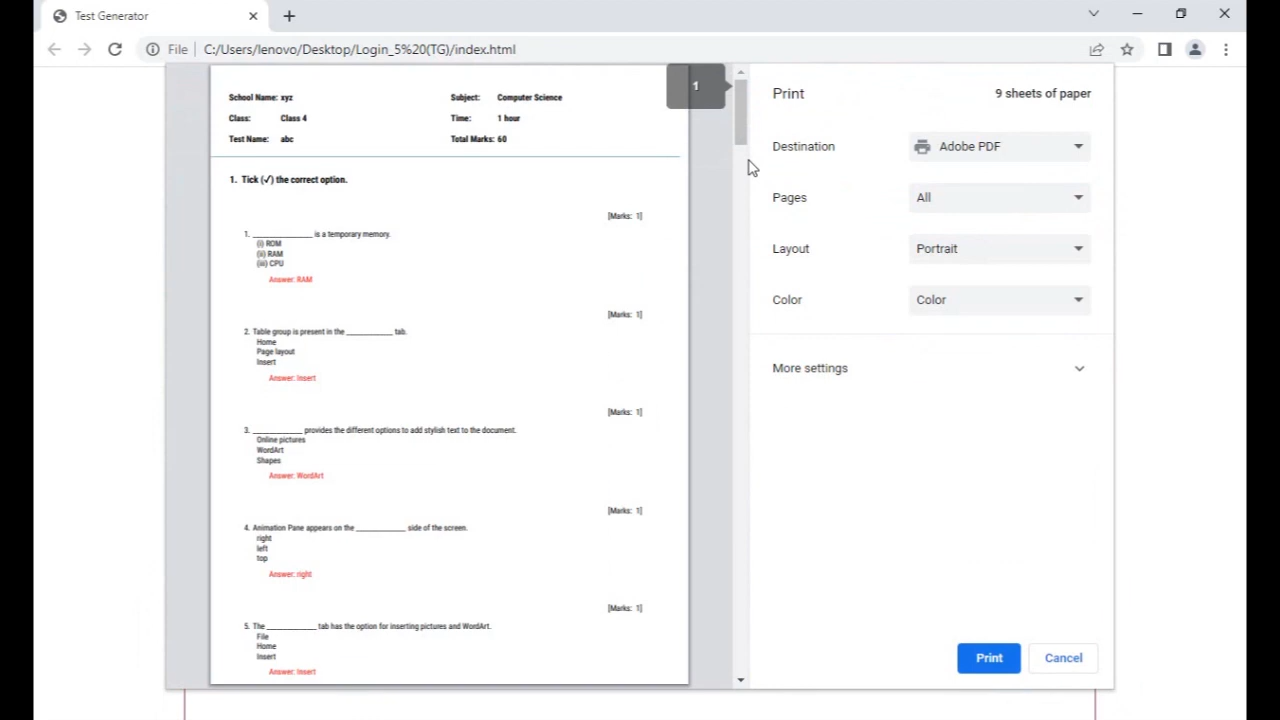 Test Generator
File C:/Users/lenovo/Desktop/Login_5%20(TG)/index.html
1
School Name: xyz Subject: Computer Science
Class: Class 4 Time: 1 hour
Test Name: abc Total Marks: 60
1. Tick (✓) the correct option.
[Marks: 1]
1. ______________ is a temporary memory.
(i) ROM
(ii) RAM
(iii) CPU
Answer: RAM
[Marks: 1]
2. Table group is present in the ___________ tab.
Home
Page layout
Insert
Answer: Insert
[Marks: 1]
3. ____________ provides the different options to add stylish text to the document.
Online pictures
WordArt
Shapes
Answer: WordArt
[Marks: 1]
4. Animation Pane appears on the ____________ side of the screen.
right
left
top
Answer: right
[Marks: 1]
5. The ____________ tab has the option for inserting pictures and WordArt.
File
Home
Insert
Answer: Insert
Print 9 sheets of paper
Destination Adobe PDF
Pages All
Layout Portrait
Color Color
More settings
Print Cancel